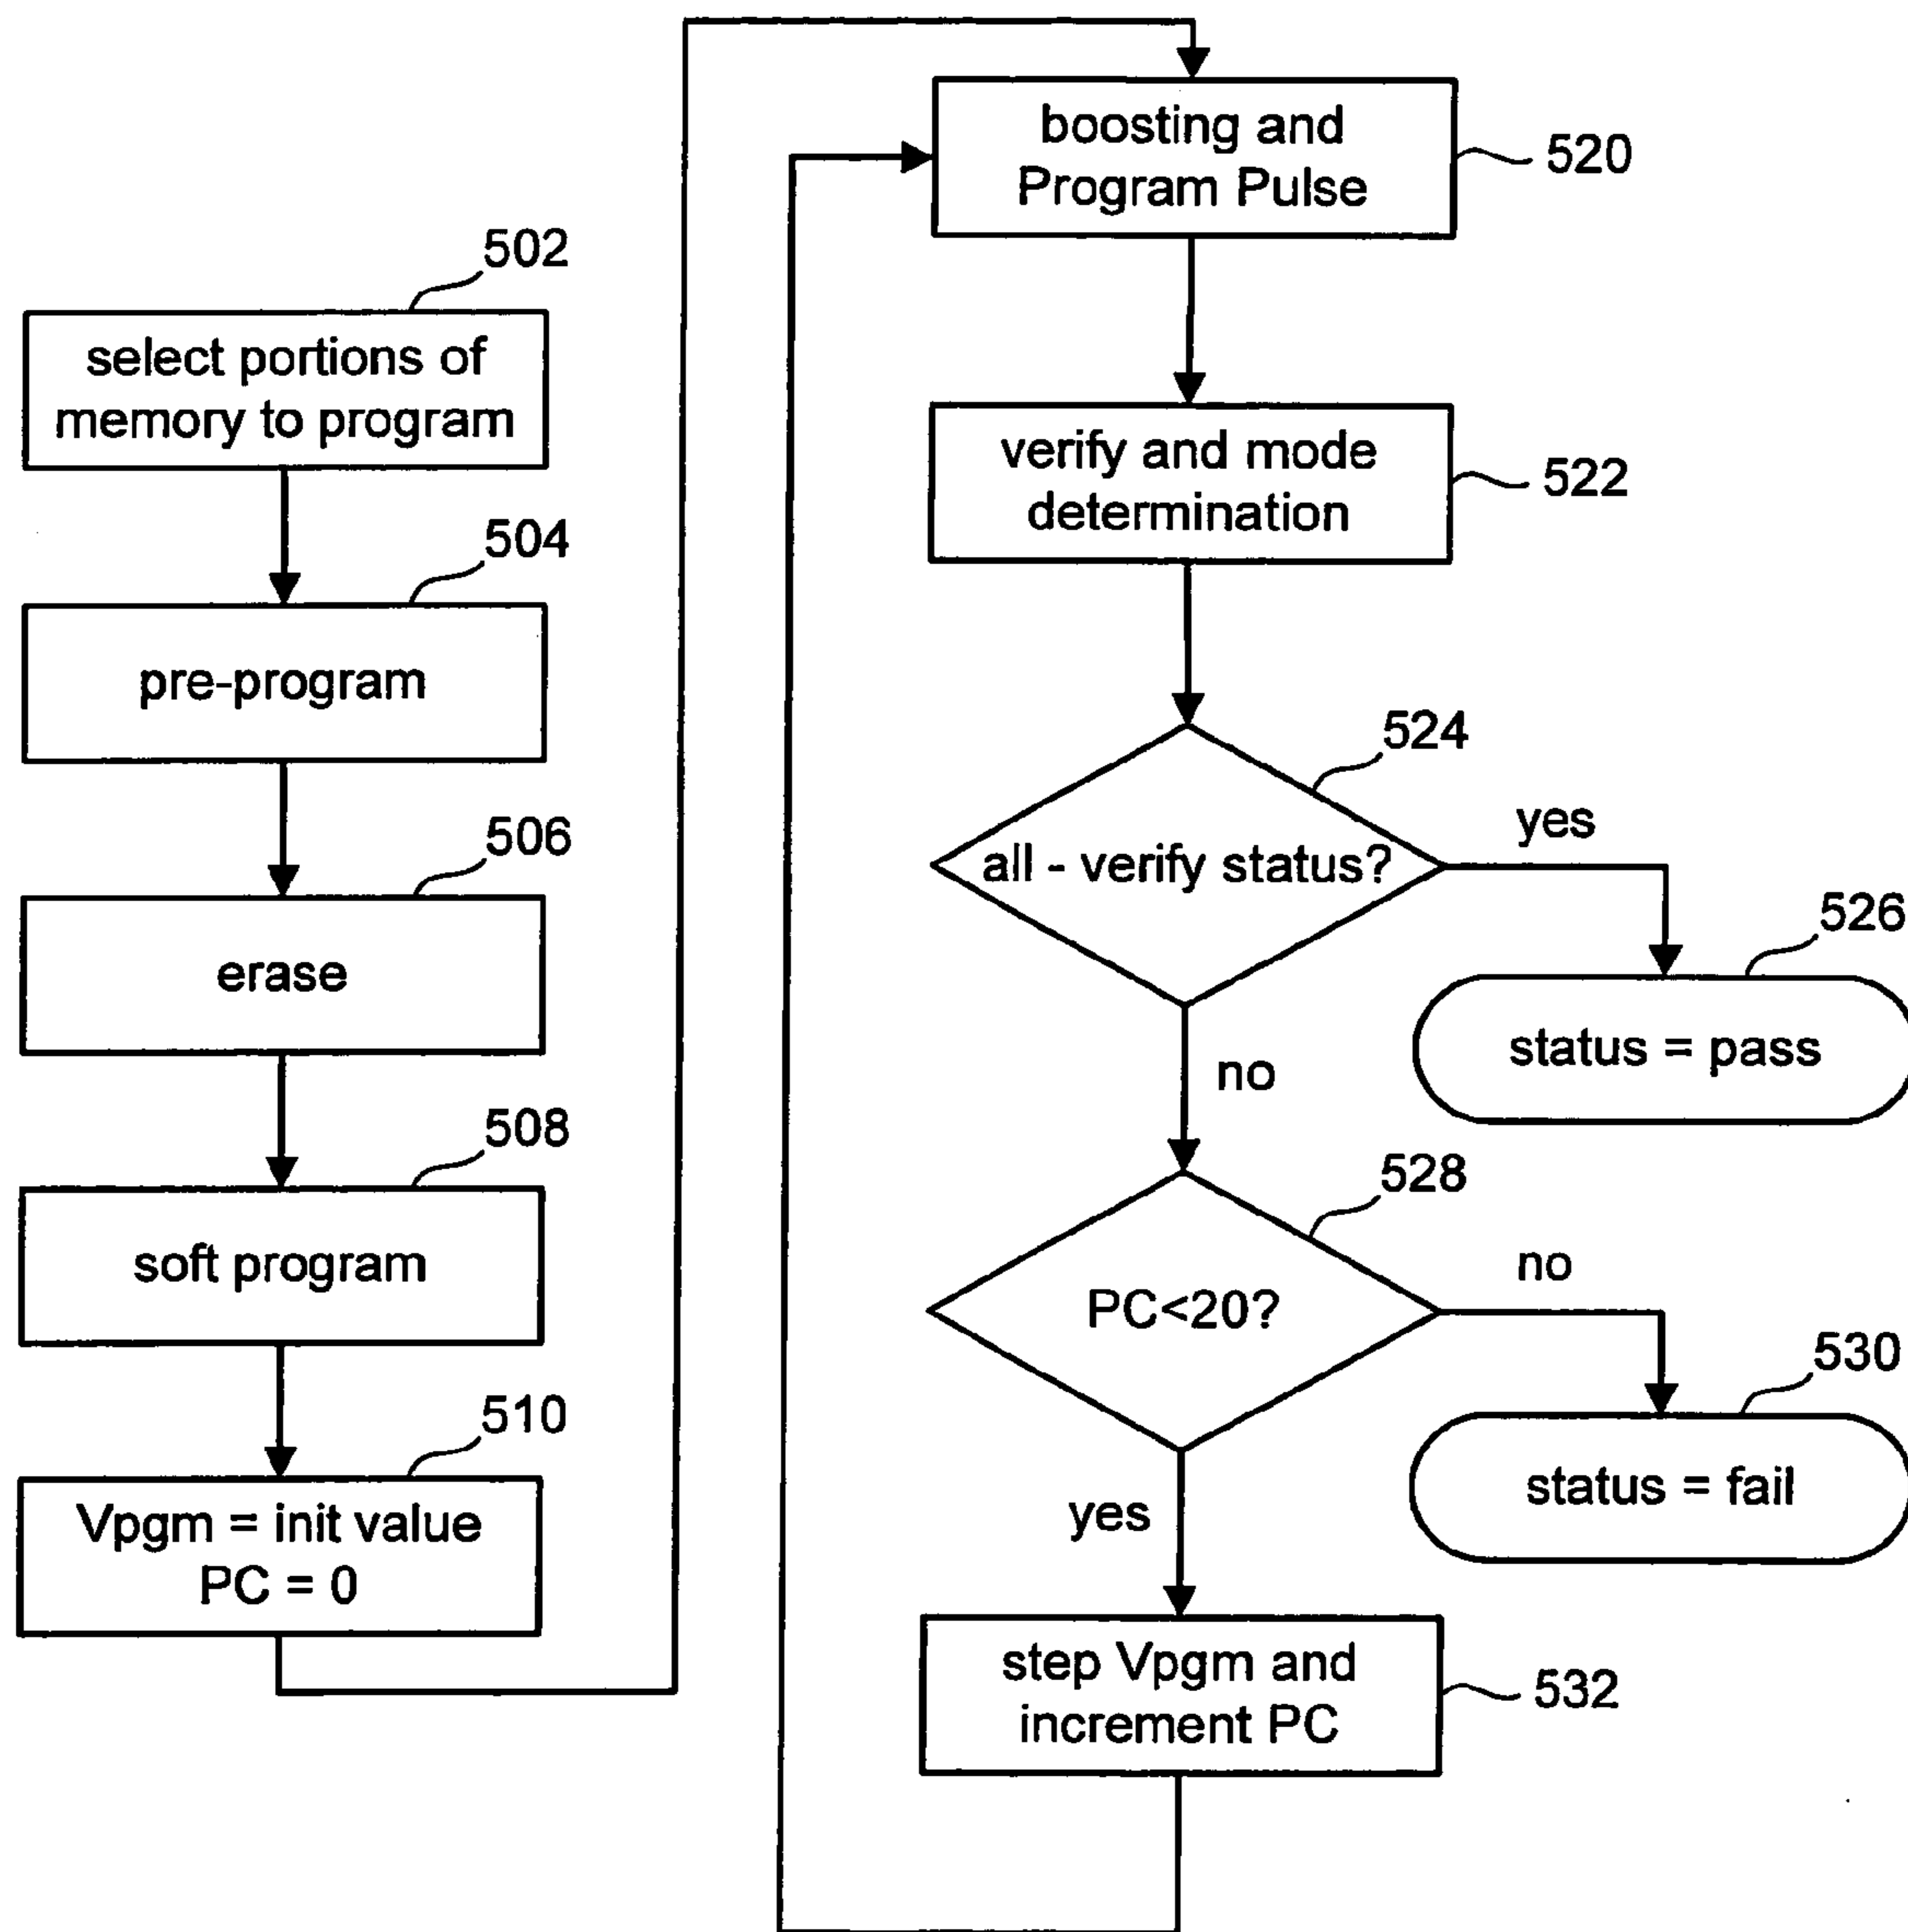 502
select portions of
memory to program
504
pre-program
506
erase
508
soft program
510
Vpgm = init value
PC = 0
boosting and
Program Pulse
520
verify and mode
determination
522
524
all - verify status?
yes
526
status = pass
no
528
PC<20?
no
530
status = fail
yes
step Vpgm and
increment PC
532